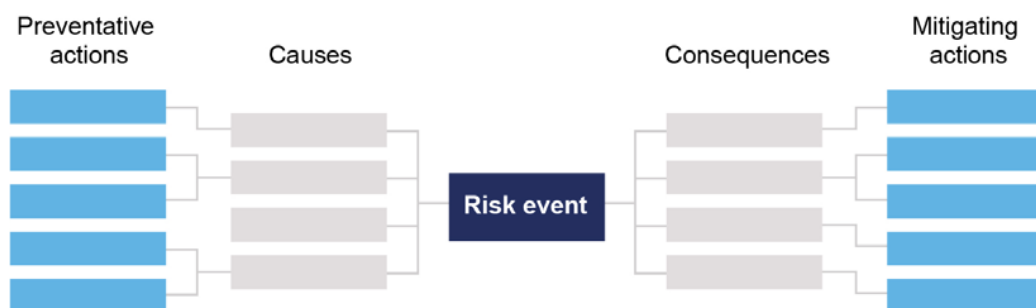 Preventative
actions
Causes
Risk event
Consequences
Mitigating
actions